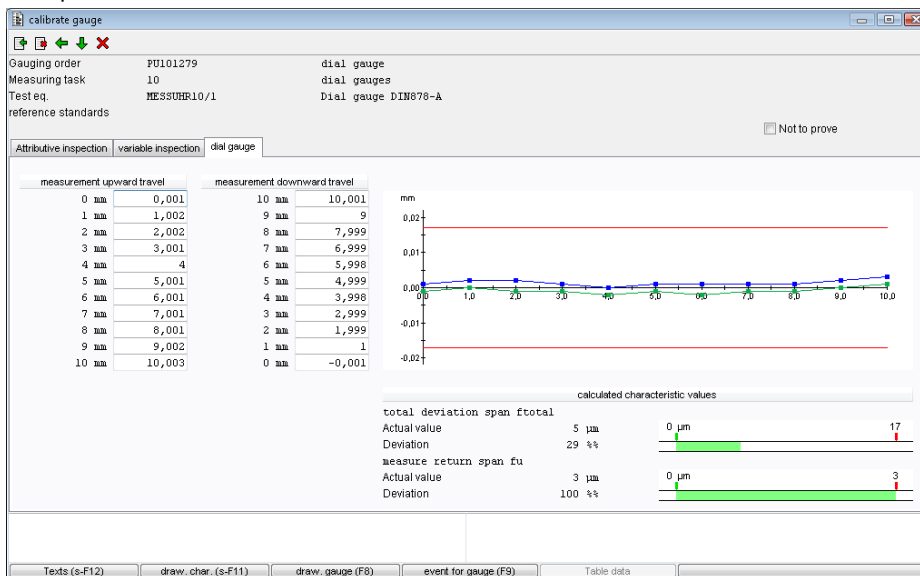 calibrate gauge
Gauging order PU101279 dial gauge
Measuring task 10 dial gauges
Test eq. MESSUHR10/1 Dial gauge DIN878-A
reference standards
Not to prove
Attributive inspection variable inspection dial gauge
measurement upward travel measurement downward travel
0 mm 0,001 10 mm 10,001
1 mm 1,002 9 mm 9
2 mm 2,002 8 mm 7,999
3 mm 3,001 7 mm 6,999
4 mm 4 6 mm 5,998
5 mm 5,001 5 mm 4,999
6 mm 6,001 4 mm 3,998
7 mm 7,001 3 mm 2,999
8 mm 8,001 2 mm 1,999
9 mm 9,002 1 mm 1
10 mm 10,003 0 mm -0,001
mm
0,02
0,01
0,00
-0,01
-0,02
0,0 1,0 2,0 3,0 4,0 5,0 6,0 7,0 8,0 9,0 10,0
calculated characteristic values
total deviation span ftotal
Actual value 5 µm 0 µm 17
Deviation 29 %%
measure return span fu
Actual value 3 µm 0 µm 3
Deviation 100 %%
Texts (s-F12) draw. char. (s-F11) draw. gauge (F8) event for gauge (F9) Table data